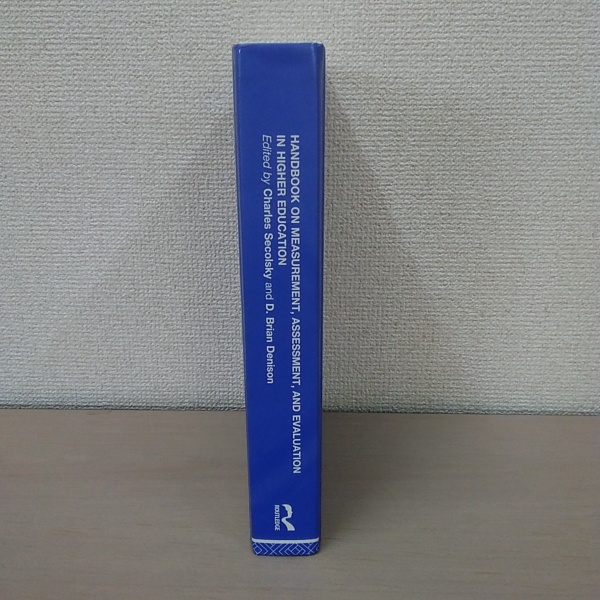 HANDBOOK ON MEASUREMENT, ASSESSMENT, AND EVALUATION
IN HIGHER EDUCATION
Edited by Charles Secolsky and D. Brian Denison
ROUTLEDGE